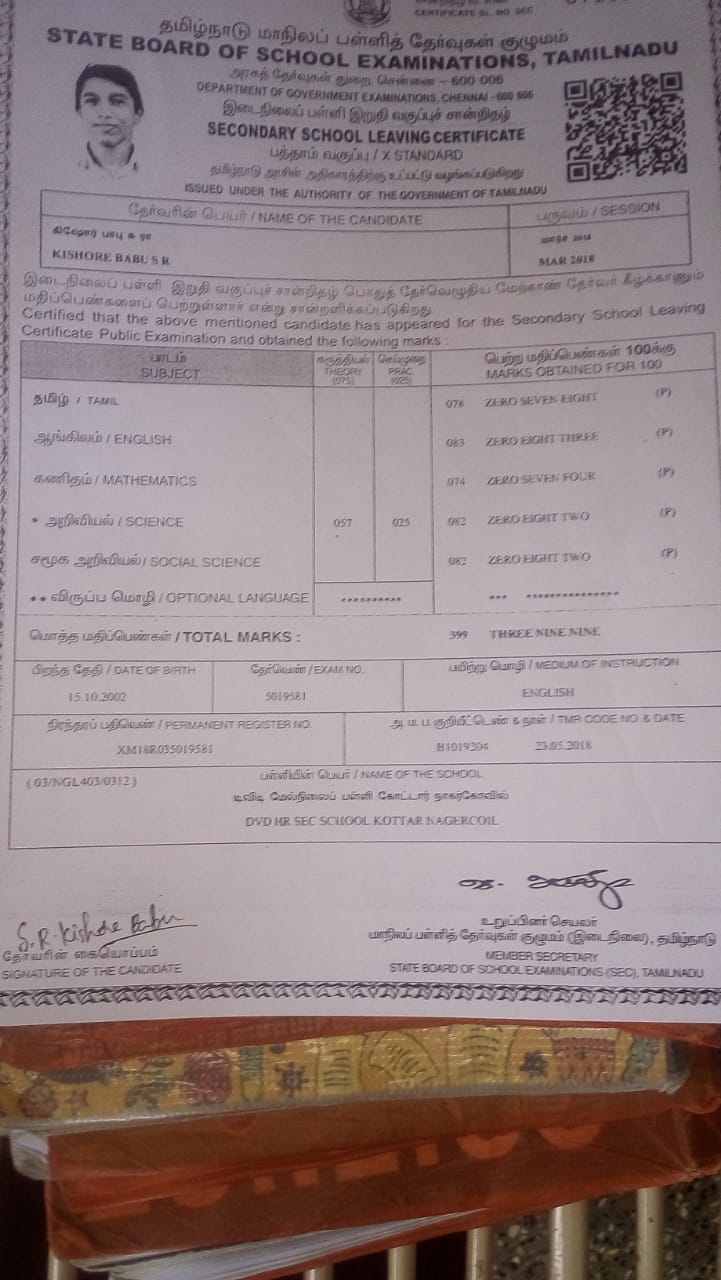 CERTIFICATE SL. NO. SEC
தமிழ்நாடு மாநிலப் பள்ளித் தேர்வுகள் குழுமம்
STATE BOARD OF SCHOOL EXAMINATIONS, TAMILNADU
அரசுத் தேர்வுகள் துறை, சென்னை - 600 006
DEPARTMENT OF GOVERNMENT EXAMINATIONS, CHENNAI - 600 006
இடைநிலைப் பள்ளி இறுதி வகுப்புச் சான்றிதழ்
SECONDARY SCHOOL LEAVING CERTIFICATE
பத்தாம் வகுப்பு / X STANDARD
தமிழ்நாடு அரசின் அதிகாரத்திற்கு உட்பட்டு வழங்கப்படுகிறது
ISSUED UNDER THE AUTHORITY OF THE GOVERNMENT OF TAMILNADU
தேர்வரின் பெயர் / NAME OF THE CANDIDATE பருவம் / SESSION
கிஷோர் பாபு சு ரா மார்ச் 2018
KISHORE BABU S R MAR 2018
இடைநிலைப் பள்ளி இறுதி வகுப்புச் சான்றிதழ் பொதுத் தேர்வெழுதிய மேற்காண் தேர்வர் கீழ்க்காணும்
மதிப்பெண்களைப் பெற்றுள்ளார் என்று சான்றளிக்கப்படுகிறது
Certified that the above mentioned candidate has appeared for the Secondary School Leaving
Certificate Public Examination and obtained the following marks :
பாடம் கருத்தியல் செய்முறை பெற்ற மதிப்பெண்கள் 100க்கு
SUBJECT THEORY (075) PRAC (025) MARKS OBTAINED FOR 100
தமிழ் / TAMIL 078 ZERO SEVEN EIGHT (P)
ஆங்கிலம் / ENGLISH 083 ZERO EIGHT THREE (P)
கணிதம் / MATHEMATICS 074 ZERO SEVEN FOUR (P)
* அறிவியல் / SCIENCE 057 025 082 ZERO EIGHT TWO (P)
சமூக அறிவியல் / SOCIAL SCIENCE 082 ZERO EIGHT TWO (P)
** விருப்ப மொழி / OPTIONAL LANGUAGE ********** *** ***************
மொத்த மதிப்பெண்கள் / TOTAL MARKS : 399 THREE NINE NINE
பிறந்த தேதி / DATE OF BIRTH தேர்வெண் / EXAM NO. பயிற்று மொழி / MEDIUM OF INSTRUCTION
15.10.2002 5019581 ENGLISH
நிரந்தரப் பதிவெண் / PERMANENT REGISTER NO. அ.ம.ப. குறியீட்டெண் & நாள் / TMR CODE NO. & DATE
XM18R035019581 B1019204 23.05.2018
( 03/NGL403/0312 ) பள்ளியின் பெயர் / NAME OF THE SCHOOL
டிவிடி மேல்நிலைப் பள்ளி கோட்டார் நாகர்கோவில்
DVD HR SEC SCHOOL KOTTAR NAGERCOIL
S.R.Kishore Babu
தேர்வரின் கையொப்பம்
SIGNATURE OF THE CANDIDATE
உறுப்பினர் செயலர்
மாநிலப் பள்ளித் தேர்வுகள் குழுமம் (இடைநிலை), தமிழ்நாடு
MEMBER SECRETARY
STATE BOARD OF SCHOOL EXAMINATIONS (SEC), TAMILNADU